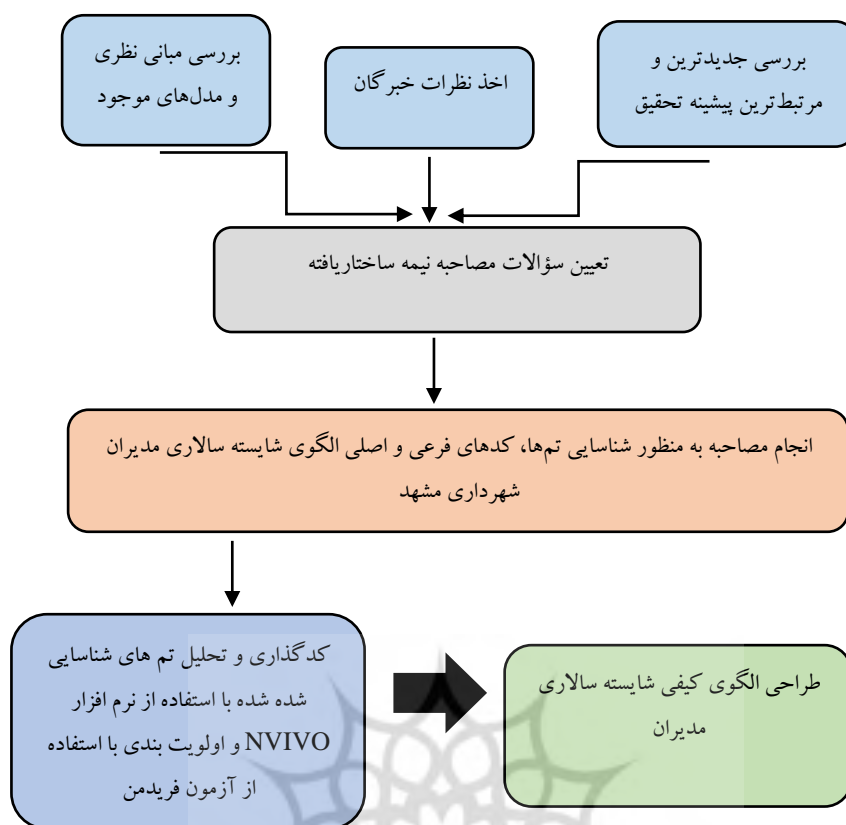 بررسی جدیدترین و
مرتبط‌ترین پیشینه تحقیق
اخذ نظرات خبرگان
بررسی مبانی نظری
و مدل‌های موجود
تعیین سؤالات مصاحبه نیمه ساختاریافته
انجام مصاحبه به منظور شناسایی تم‌ها، کدهای فرعی و اصلی الگوی شایسته سالاری مدیران
شهرداری مشهد
کدگذاری و تحلیل تم های شناسایی
شده شده با استفاده از نرم افزار
NVIVO و اولویت بندی با استفاده
از آزمون فریدمن
طراحی الگوی کیفی شایسته سالاری
مدیران